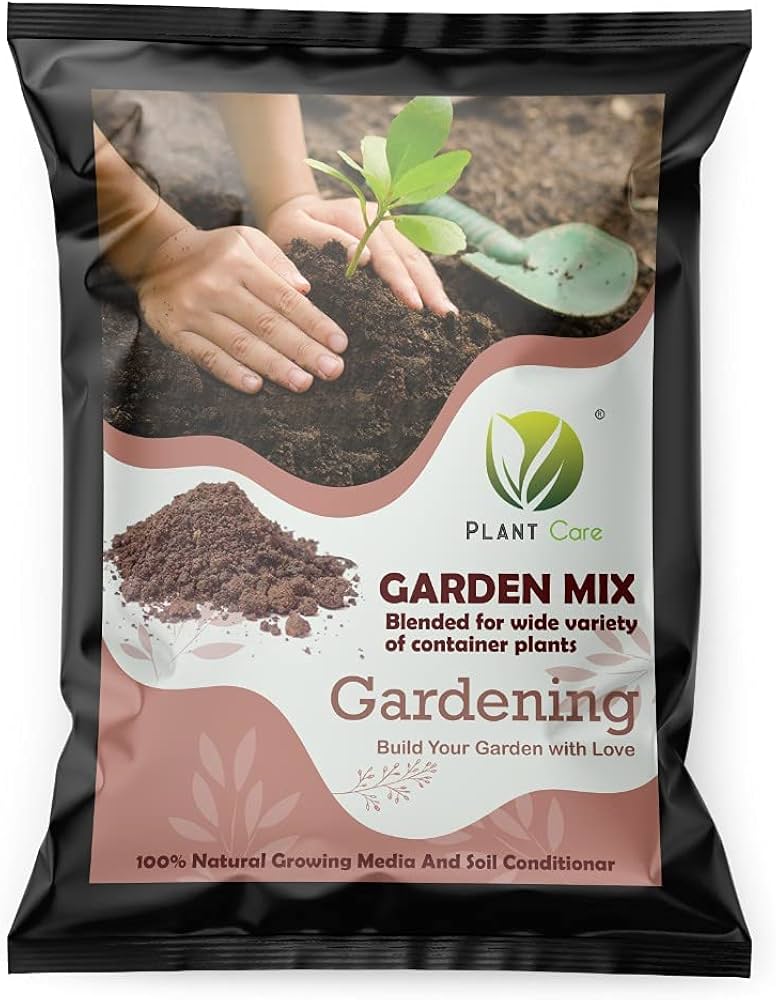 ®
PLANT Care
GARDEN MIX
Blended for wide variety
of container plants
Gardening
Build Your Garden with Love
100% Natural Growing Media And Soil Conditionar